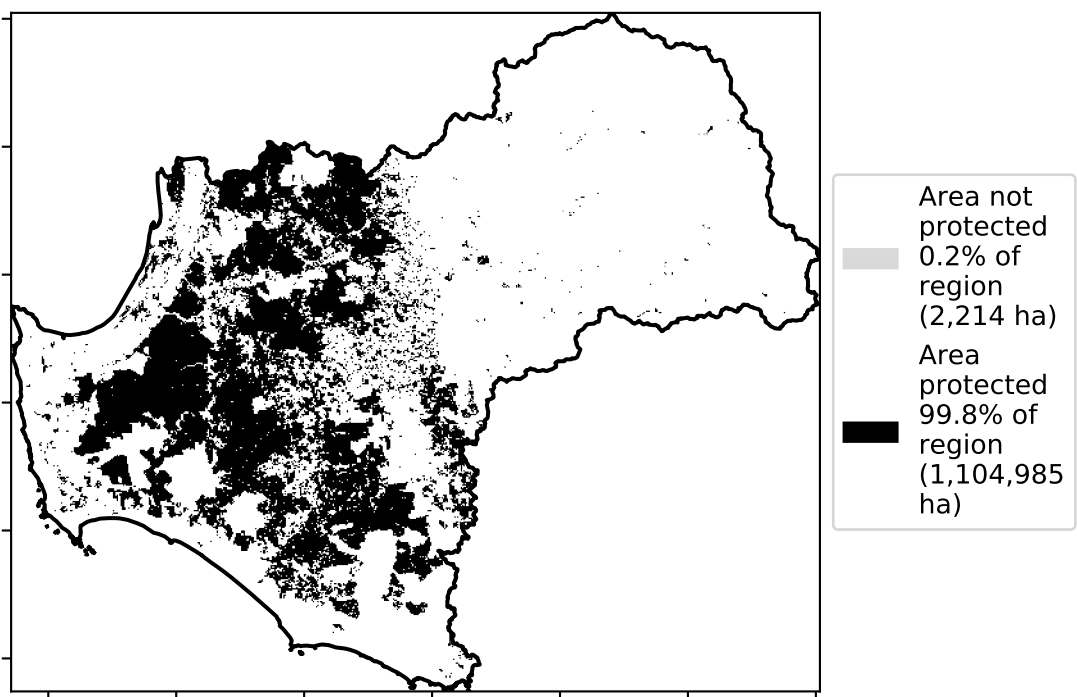 Area not
protected
0.2% of
region
(2,214 ha)
Area
protected
99.8% of
region
(1,104,985
ha)